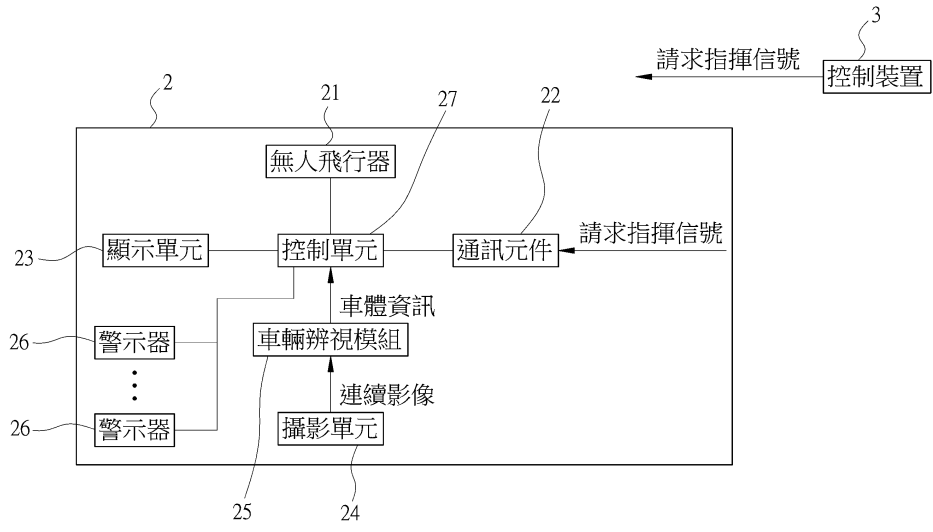 3
請求指揮信號
控制裝置
2
21
27
22
無人飛行器
23
顯示單元
控制單元
通訊元件
請求指揮信號
車體資訊
26
警示器
車輛辨視模組
連續影像
26
警示器
攝影單元
25
24